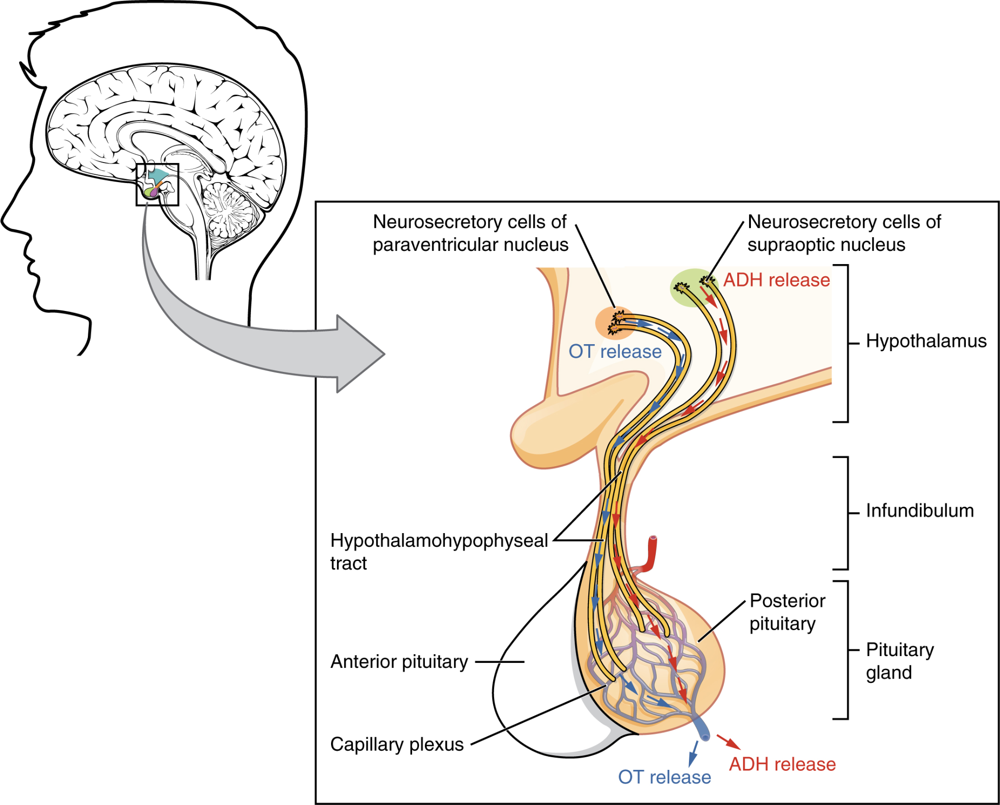 Neurosecretory cells of
paraventricular nucleus
Neurosecretory cells of
supraoptic nucleus
ADH release
OT release
Hypothalamus
Infundibulum
Hypothalamohypophyseal
tract
Posterior
pituitary
Pituitary
gland
Anterior pituitary
Capillary plexus
ADH release
OT release